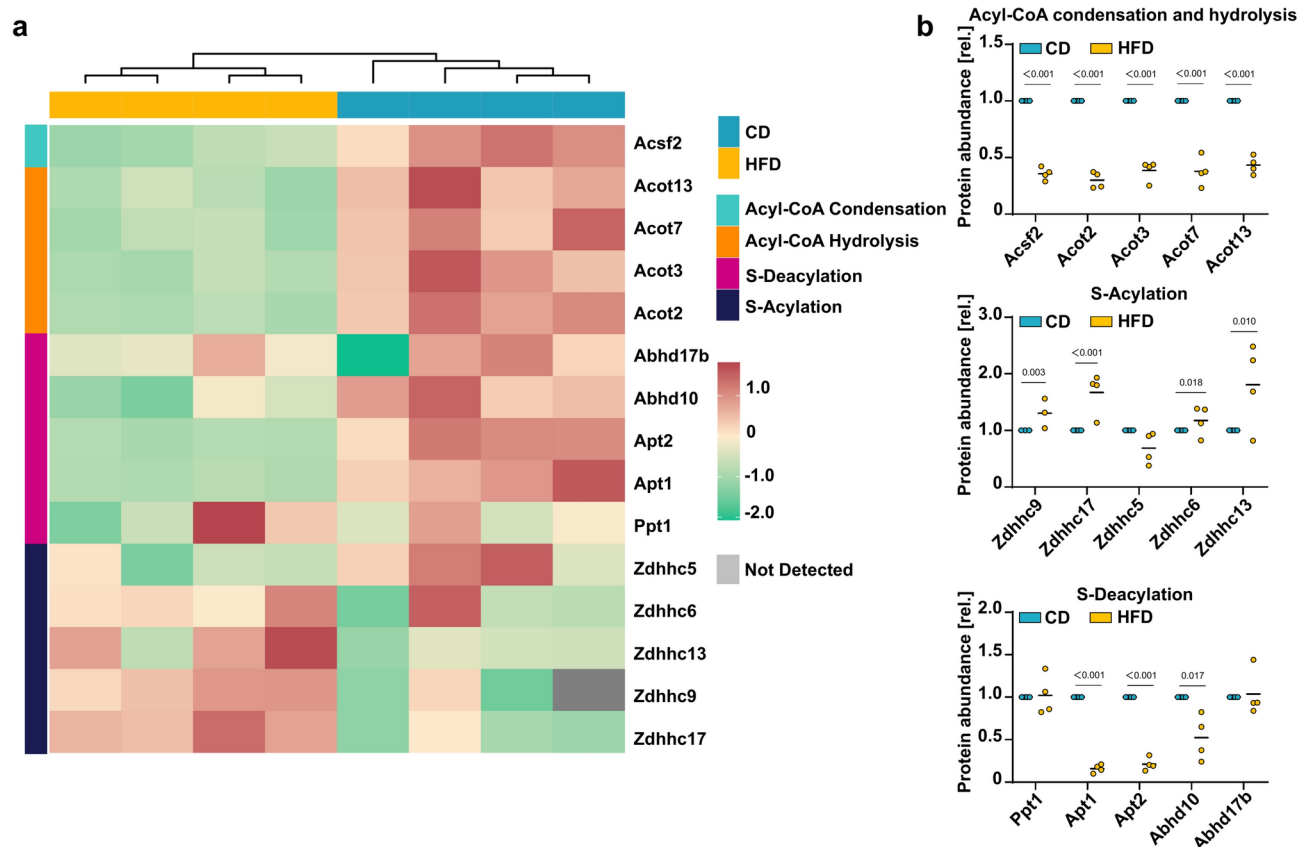 a
Acsf2
Acot13
Acot7
Acot3
Acot2
Abhd17b
Abhd10
Apt2
Apt1
Ppt1
Zdhhc5
Zdhhc6
Zdhhc13
Zdhhc9
Zdhhc17
CD
HFD
Acyl-CoA Condensation
Acyl-CoA Hydrolysis
S-Deacylation
S-Acylation
1.0
0
-1.0
-2.0
Not Detected
b
Acyl-CoA condensation and hydrolysis
CD HFD
Protein abundance [rel.]
1.5
1.0
0.5
0
<0.001 <0.001 <0.001 <0.001 <0.001
Acsf2 Acot2 Acot3 Acot7 Acot13
S-Acylation
CD HFD
Protein abundance [rel.]
3.0
2.0
1.0
0
0.003 <0.001 0.018 0.010
Zdhhc9 Zdhhc17 Zdhhc5 Zdhhc6 Zdhhc13
S-Deacylation
CD HFD
Protein abundance [rel.]
2.0
1.5
1.0
0.5
0
<0.001 <0.001 0.017
Ppt1 Apt1 Apt2 Abhd10 Abhd17b